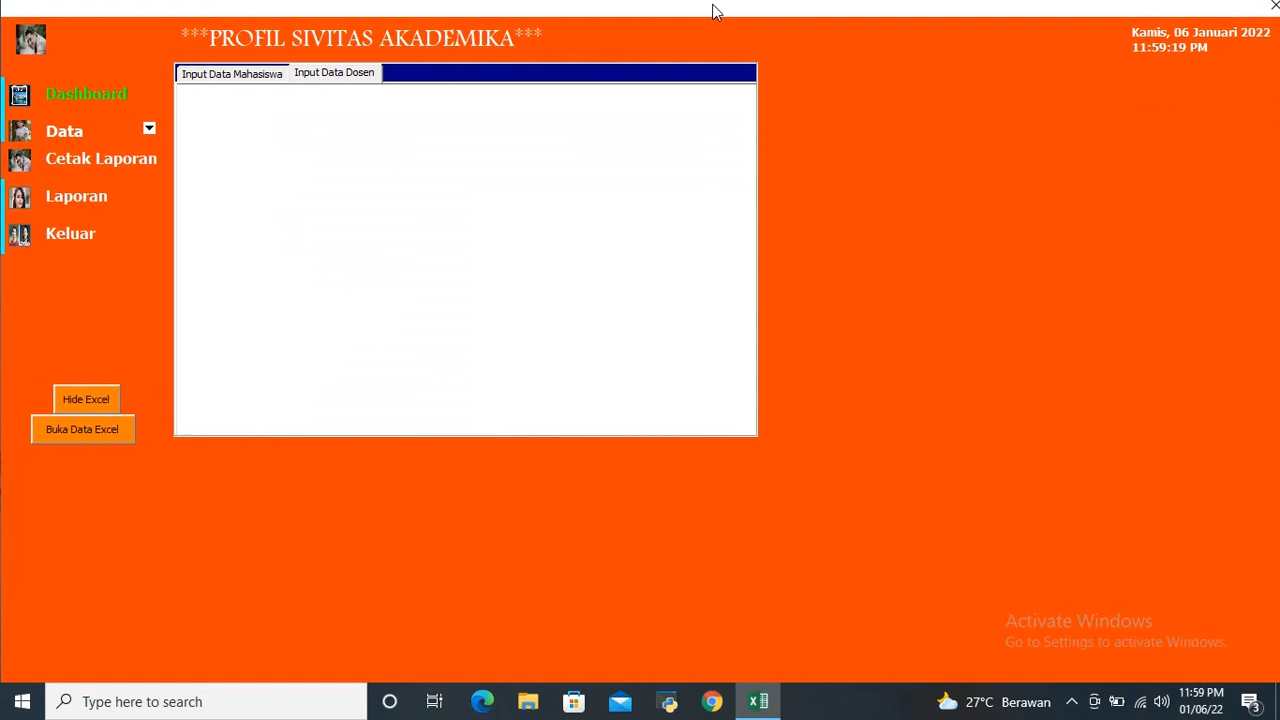 ***PROFIL SIVITAS AKADEMIKA***
Kamis, 06 Januari 2022
11:59:19 PM
Input Data Mahasiswa
Input Data Dosen
Dashboard
Data
Cetak Laporan
Laporan
Keluar
Hide Excel
Buka Data Excel
Activate Windows
Go to Settings to activate Windows.
Type here to search
27°C Berawan
11:59 PM
01/06/22
3